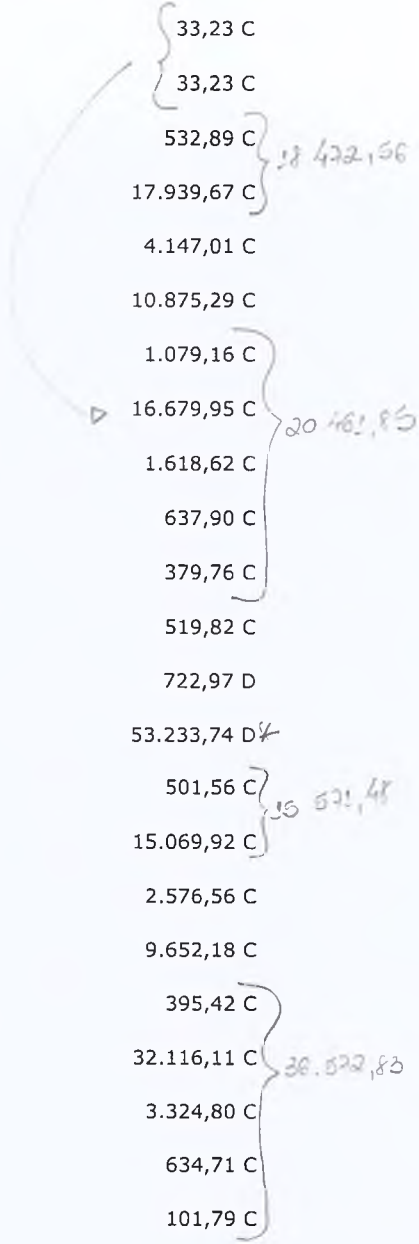 33,23 C
33,23 C
532,89 C
18 472,56
17.939,67 C
4.147,01 C
10.875,29 C
1.079,16 C
16.679,95 C
20 461,85
1.618,62 C
637,90 C
379,76 C
519,82 C
722,97 D
53.233,74 D
501,56 C
15 571,48
15.069,92 C
2.576,56 C
9.652,18 C
395,42 C
32.116,11 C
36.572,83
3.324,80 C
634,71 C
101,79 C